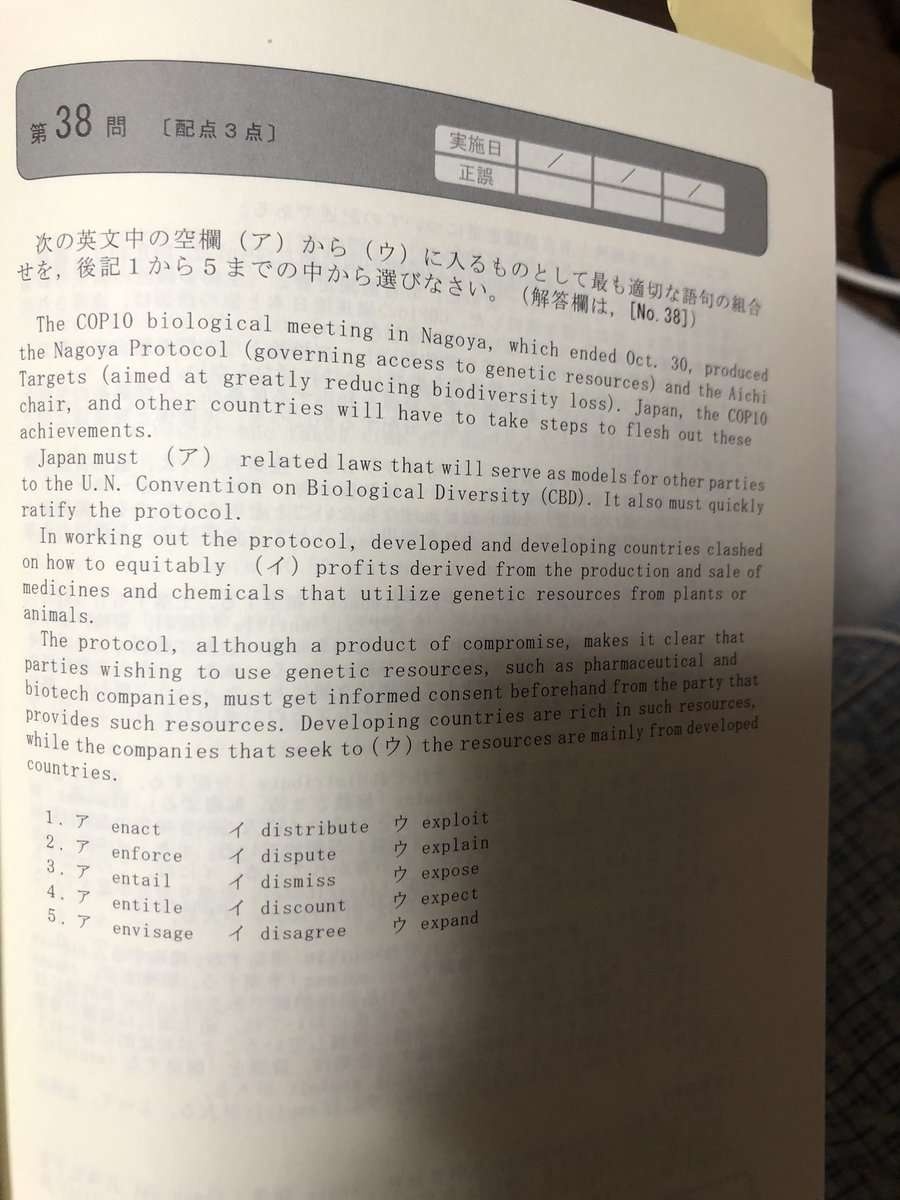 第38問 〔配点3点〕
実施日 / / /
正誤
次の英文中の空欄（ア）から（ウ）に入るものとして最も適切な語句の組合
せを，後記1から5までの中から選びなさい。（解答欄は，[No.38]）
The COP10 biological meeting in Nagoya, which ended Oct. 30, produced
the Nagoya Protocol (governing access to genetic resources) and the Aichi
Targets (aimed at greatly reducing biodiversity loss). Japan, the COP10
chair, and other countries will have to take steps to flesh out these
achievements.
Japan must （ア） related laws that will serve as models for other parties
to the U.N. Convention on Biological Diversity (CBD). It also must quickly
ratify the protocol.
In working out the protocol, developed and developing countries clashed
on how to equitably （イ） profits derived from the production and sale of
medicines and chemicals that utilize genetic resources from plants or
animals.
The protocol, although a product of compromise, makes it clear that
parties wishing to use genetic resources, such as pharmaceutical and
biotech companies, must get informed consent beforehand from the party that
provides such resources. Developing countries are rich in such resources,
while the companies that seek to（ウ）the resources are mainly from developed
countries.
1. ア enact イ distribute ウ exploit
2. ア enforce イ dispute ウ explain
3. ア entail イ dismiss ウ expose
4. ア entitle イ discount ウ expect
5. ア envisage イ disagree ウ expand